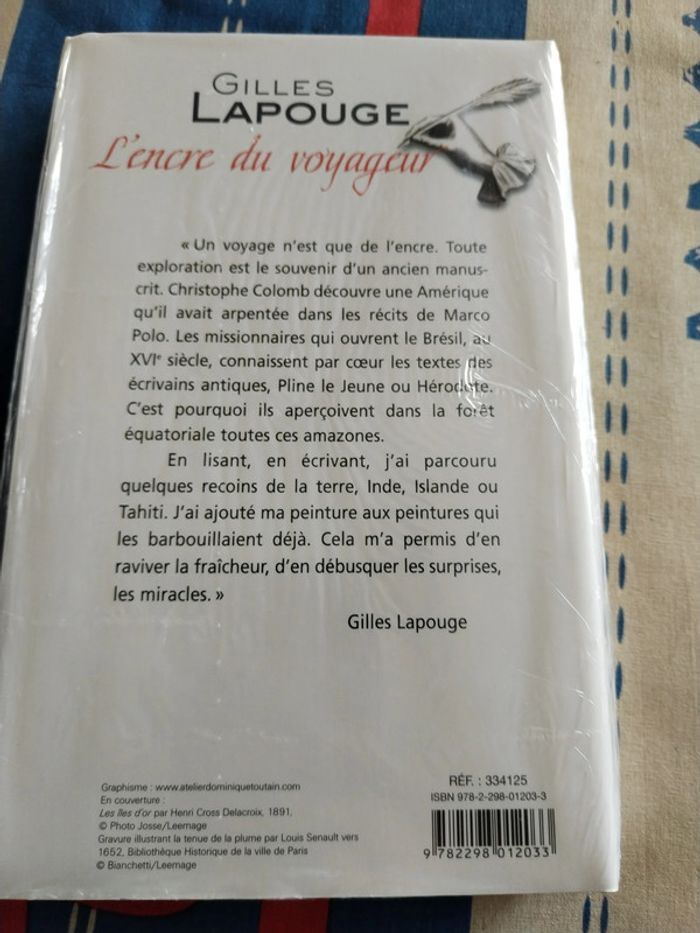 GILLES
LAPOUGE
L'encre du voyageur
« Un voyage n'est que de l'encre. Toute
exploration est le souvenir d'un ancien manus-
crit. Christophe Colomb découvre une Amérique
qu'il avait arpentée dans les récits de Marco
Polo. Les missionnaires qui ouvrent le Brésil, au
XVIe siècle, connaissent par cœur les textes des
écrivains antiques, Pline le Jeune ou Hérodote.
C'est pourquoi ils aperçoivent dans la forêt
équatoriale toutes ces amazones.
En lisant, en écrivant, j'ai parcouru
quelques recoins de la terre, Inde, Islande ou
Tahiti. J'ai ajouté ma peinture aux peintures qui
les barbouillaient déjà. Cela m'a permis d'en
raviver la fraîcheur, d'en débusquer les surprises,
les miracles. »
Gilles Lapouge
Graphisme : www.atelierdominiquetoutain.com
En couverture :
Les îles d'or par Henri Cross Delacroix, 1891,
© Photo Josse/Leemage
Gravure illustrant la tenue de la plume par Louis Senault vers
1652, Bibliothèque Historique de la ville de Paris
© Bianchetti/Leemage
RÉF. : 334125
ISBN 978-2-298-01203-3
9 782298 012033